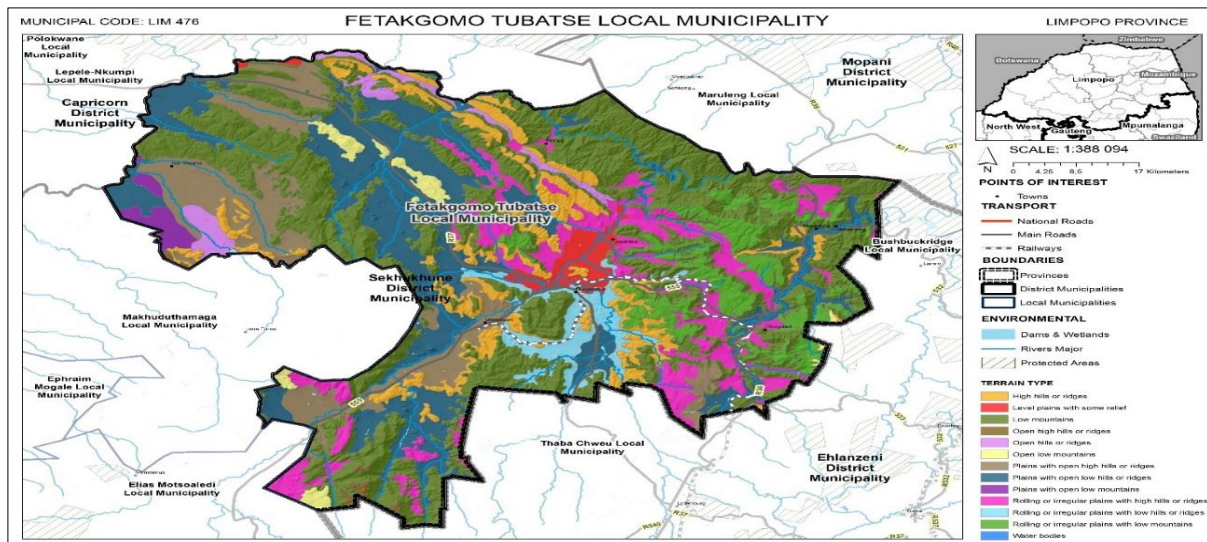 MUNICIPAL CODE: LIM 476
FETAKGOMO TUBATSE LOCAL MUNICIPALITY
LIMPOPO PROVINCE
Polokwane
Local
Municipality
Lepele-Nkumpi
Local Municipality
Capricorn
District
Municipality
Mopani
District
Municipality
Maruleng Local
Municipality
Fetakgomo Tubatse
Local Municipality
Bushbuckridge
Local Municipality
Sekhukhune
District
Municipality
Makhuduthamaga
Local Municipality
Ephraim
Mogale Local
Municipality
Elias Motsoaledi
Local Municipality
Thaba Chweu Local
Municipality
Ehlanzeni
District
Municipality
R37
R555
R540
R37
R37
R36
R532
Zimbabwe
Botswana
Limpopo
Mozambique
North West
Gauteng
Mpumalanga
Swaziland
N
SCALE: 1:388 094
0 4.25 8,5 17 Kilometers
POINTS OF INTEREST
Towns
TRANSPORT
National Roads
Main Roads
Railways
BOUNDARIES
Provinces
District Municipalities
Local Municipalities
ENVIRONMENTAL
Dams & Wetlands
Rivers Major
Protected Areas
TERRAIN TYPE
High hills or ridges
Level plains with some relief
Low mountains
Open high hills or ridges
Open hills or ridges
Open low mountains
Plains with open high hills or ridges
Plains with open low hills or ridges
Plains with open low mountains
Rolling or irregular plains with high hills or ridges
Rolling or irregular plains with low hills or ridges
Rolling or irregular plains with low mountains
Water bodies